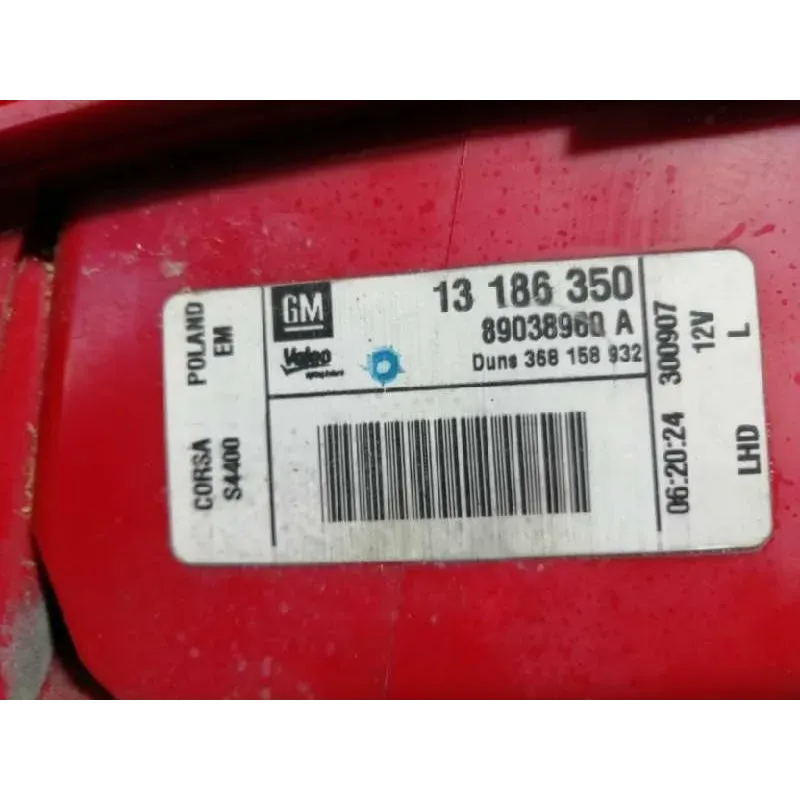 POLAND
EM
CORSA
S4400
GM
Valeo
13 186 350
89038960 A
Duns 368 158 932
06:20:24 300907
12V
LHD L